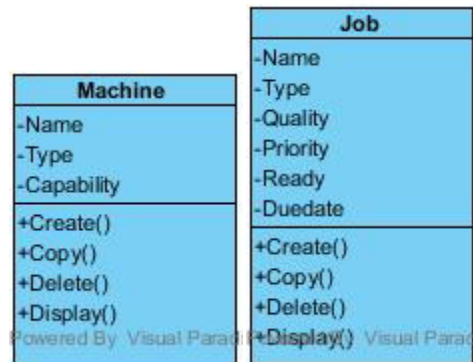 Machine
-Name
-Type
-Capability
+Create()
+Copy()
+Delete()
+Display()
Job
-Name
-Type
-Quality
-Priority
-Ready
-Duedate
+Create()
+Copy()
+Delete()
+Display()
Powered By Visual Paradi
Visual Parad